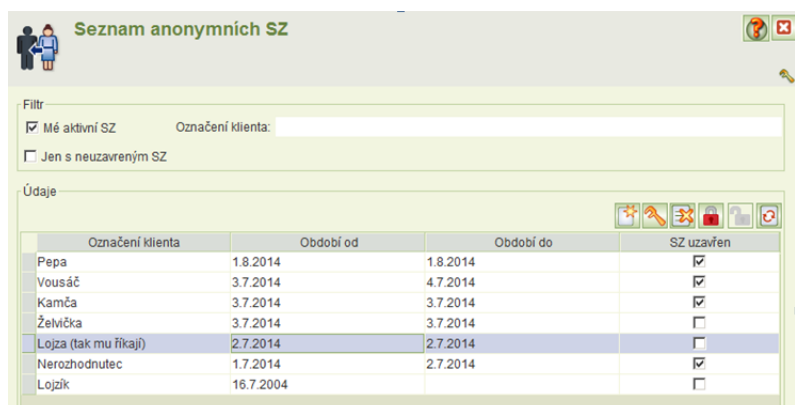 Seznam anonymních SZ
Filtr
Mé aktivní SZ Označení klienta:
Jen s neuzavreným SZ
Údaje
Označení klienta Období od Období do SZ uzavřen
Pepa 1.8.2014 1.8.2014
Vousáč 3.7.2014 4.7.2014
Kamča 3.7.2014 3.7.2014
Želvička 3.7.2014 3.7.2014
Lojza (tak mu říkají) 2.7.2014 2.7.2014
Nerozhodnutec 1.7.2014 2.7.2014
Lojzík 16.7.2004